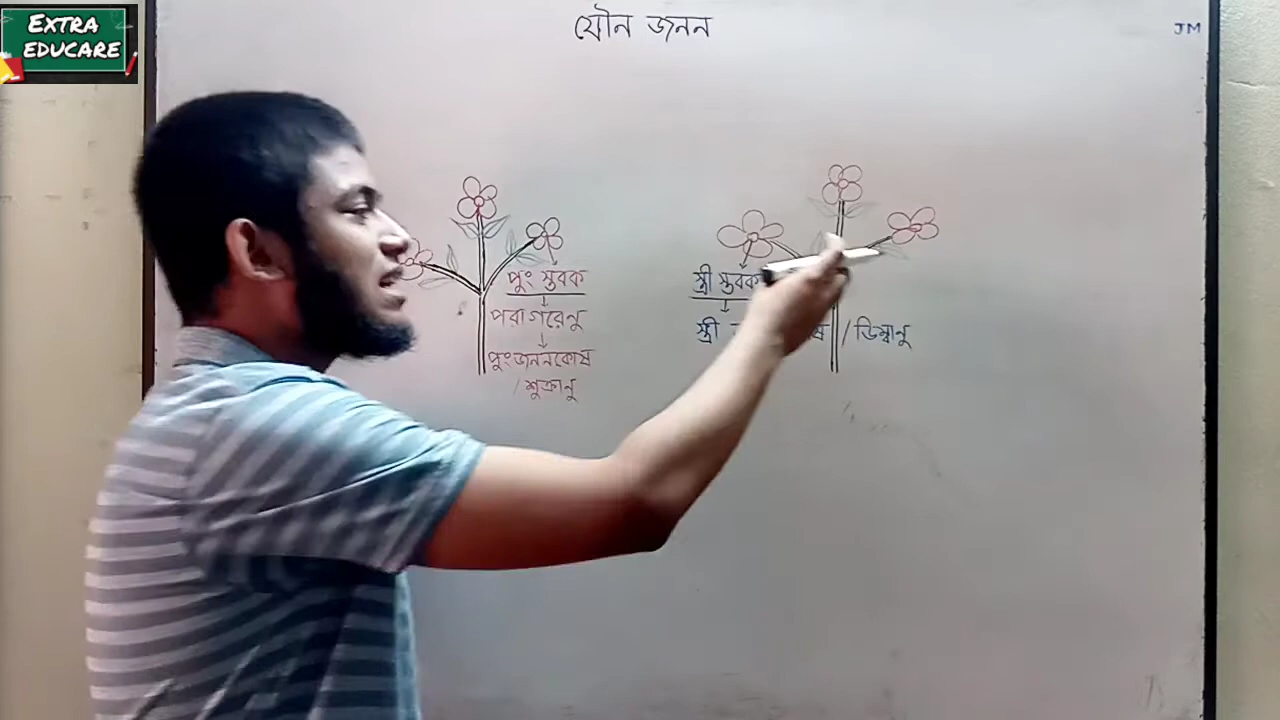 EXTRA
EDUCARE
যৌন জনন
JM
পুং স্তবক
পরাগরেনু
পুংজননকোষ
/শুক্রানু
স্ত্রী স্তবক
স্ত্রী / ডিম্বানু